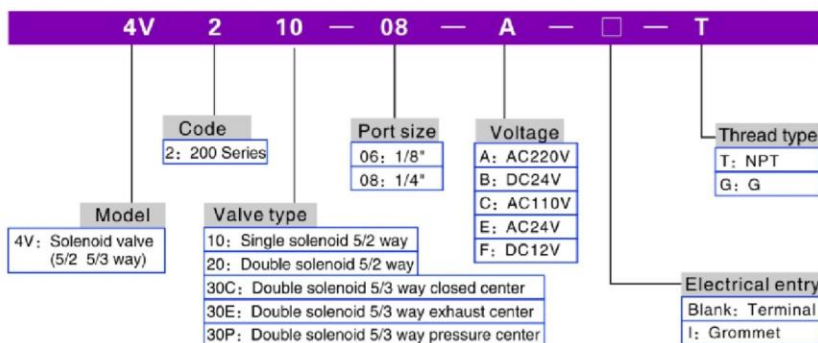 4V 2 10 — 08 — A — □ — T
Code
2: 200 Series
Port size
06: 1/8"
08: 1/4"
Voltage
A: AC220V
B: DC24V
C: AC110V
E: AC24V
F: DC12V
Thread type
T: NPT
G: G
Model
4V: Solenoid valve
(5/2 5/3 way)
Valve type
10: Single solenoid 5/2 way
20: Double solenoid 5/2 way
30C: Double solenoid 5/3 way closed center
30E: Double solenoid 5/3 way exhaust center
30P: Double solenoid 5/3 way pressure center
Electrical entry
Blank: Terminal
I: Grommet